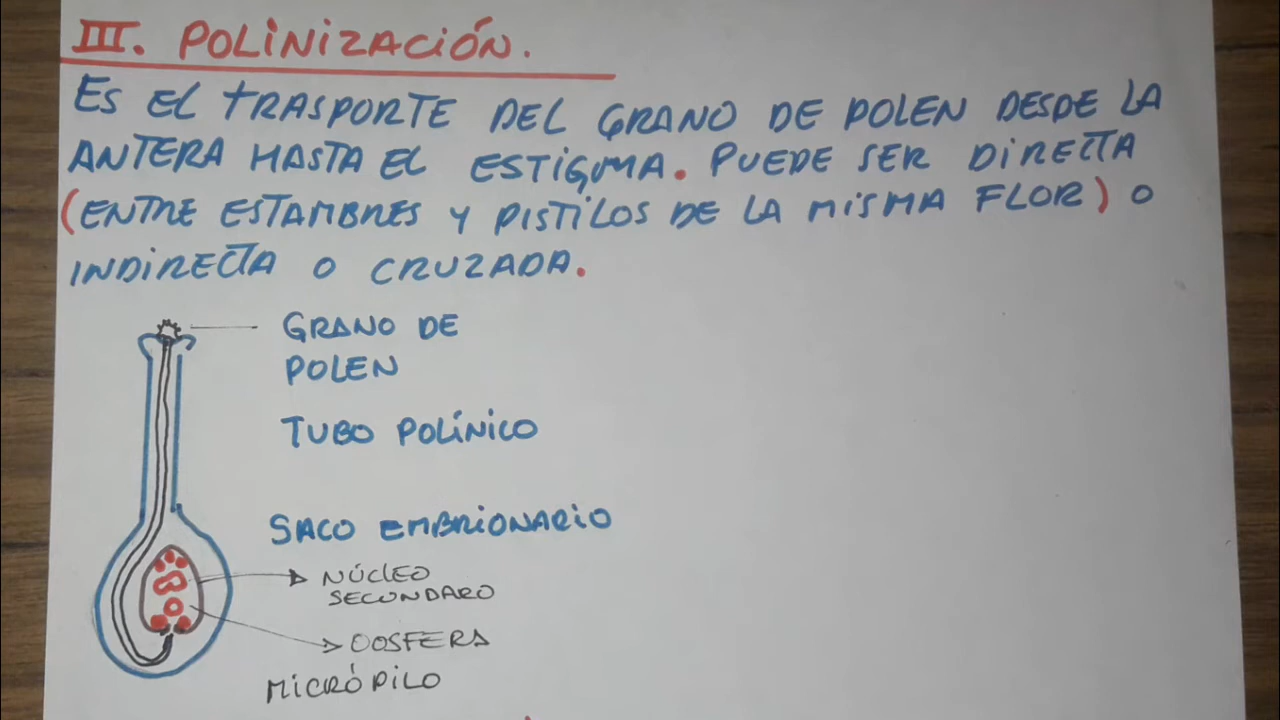 III. POLINIZACIÓN.
ES EL TRASPORTE DEL GRANO DE POLEN DESDE LA
ANTERA HASTA EL ESTIGMA. PUEDE SER DIRECTA
(ENTRE ESTAMBRES Y PISTILOS DE LA MISMA FLOR) O
INDIRECTA O CRUZADA.
GRANO DE
POLEN
TUBO POLÍNICO
SACO EMBRIONARIO
NÚCLEO
SECUNDARO
OOSFERA
MICRÓPILO